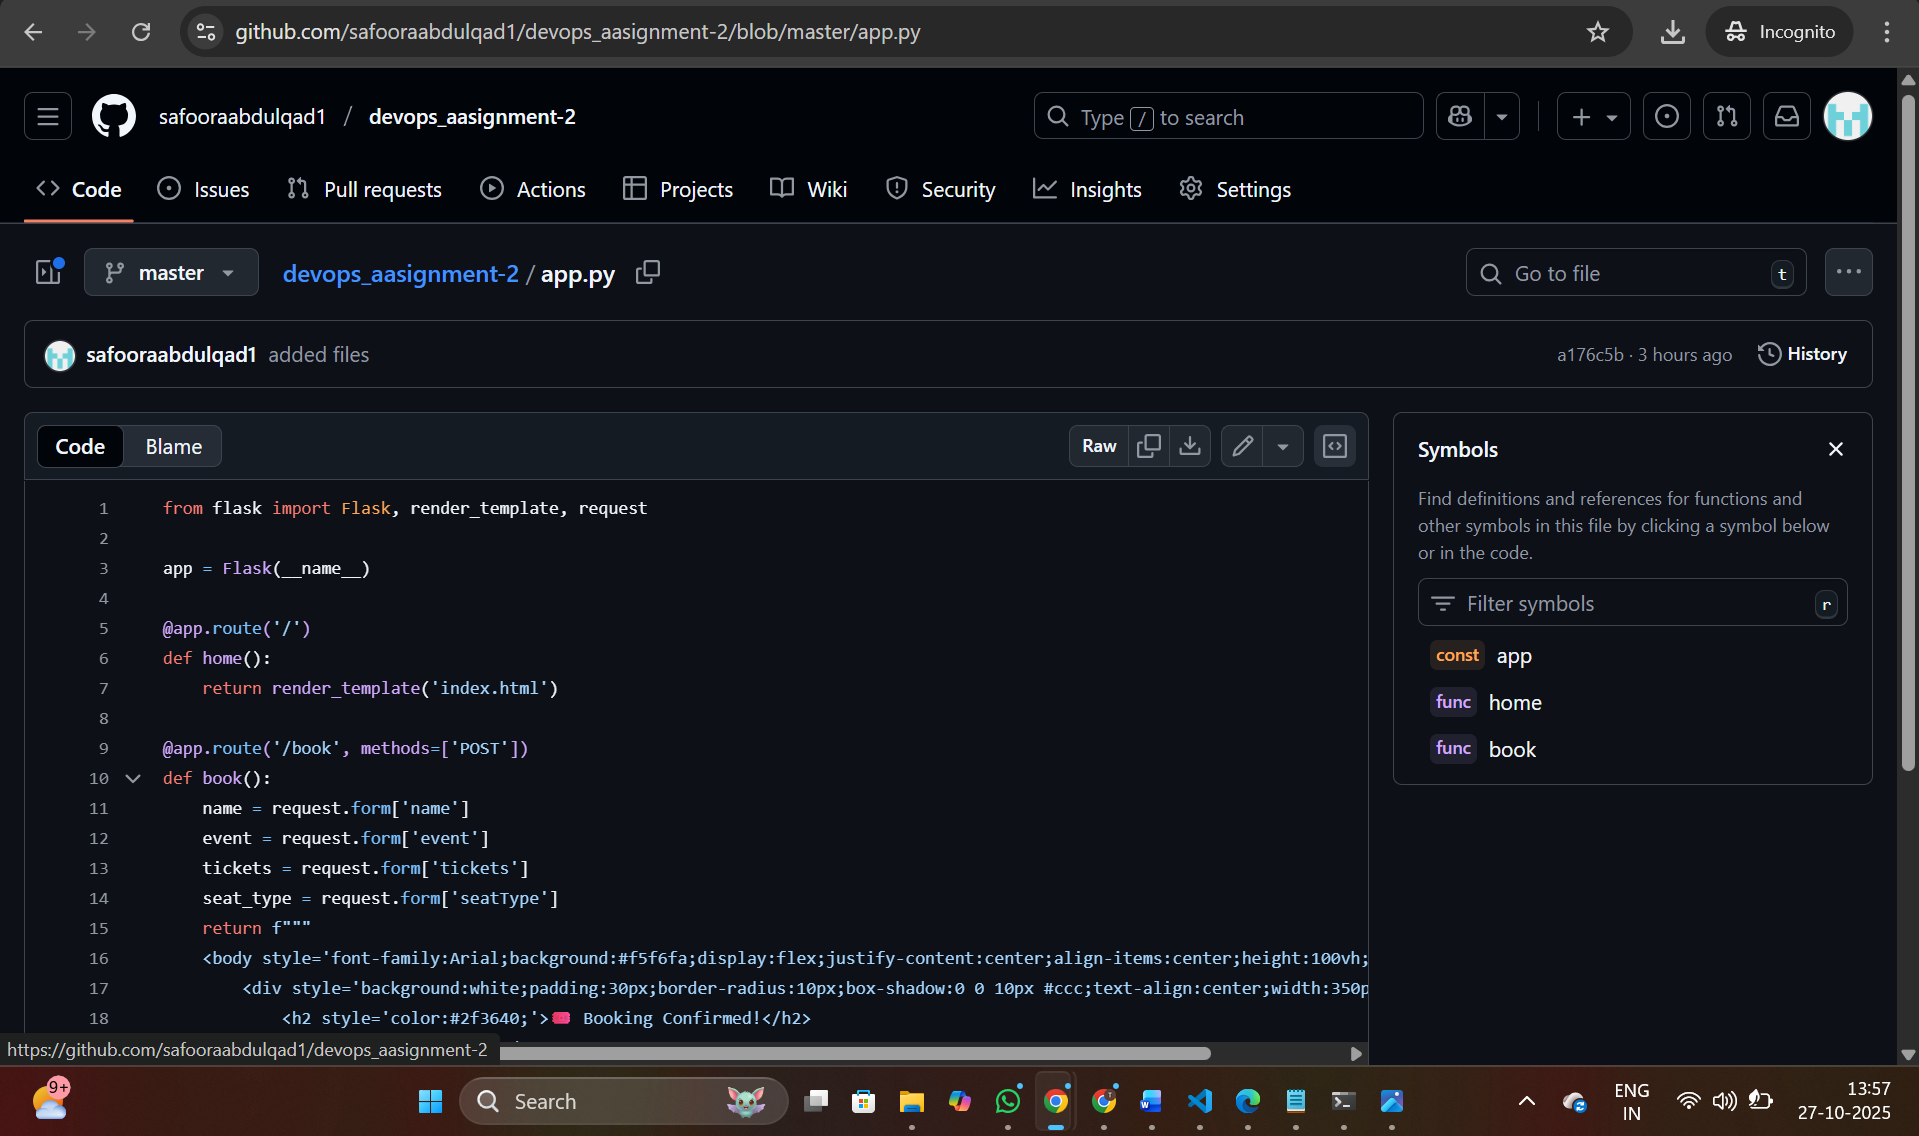 github.com/safooraabdulqad1/devops_aasignment-2/blob/master/app.py
Incognito
safooraabdulqad1 / devops_aasignment-2
Type / to search
Code
Issues
Pull requests
Actions
Projects
Wiki
Security
Insights
Settings
master
devops_aasignment-2 / app.py
Go to file
t
safooraabdulqad1 added files
a176c5b · 3 hours ago
History
Code
Blame
Raw
1 from flask import Flask, render_template, request
2
3 app = Flask(__name__)
4
5 @app.route('/')
6 def home():
7     return render_template('index.html')
8
9 @app.route('/book', methods=['POST'])
10 def book():
11     name = request.form['name']
12     event = request.form['event']
13     tickets = request.form['tickets']
14     seat_type = request.form['seatType']
15     return f"""
16     <body style='font-family:Arial;background:#f5f6fa;display:flex;justify-content:center;align-items:center;height:100vh;
17         <div style='background:white;padding:30px;border-radius:10px;box-shadow:0 0 10px #ccc;text-align:center;width:350p
18             <h2 style='color:#2f3640;'>🎟️ Booking Confirmed!</h2>
Symbols
Find definitions and references for functions and
other symbols in this file by clicking a symbol below
or in the code.
Filter symbols
r
const app
func home
func book
https://github.com/safooraabdulqad1/devops_aasignment-2
9+
Search
ENG
IN
13:57
27-10-2025